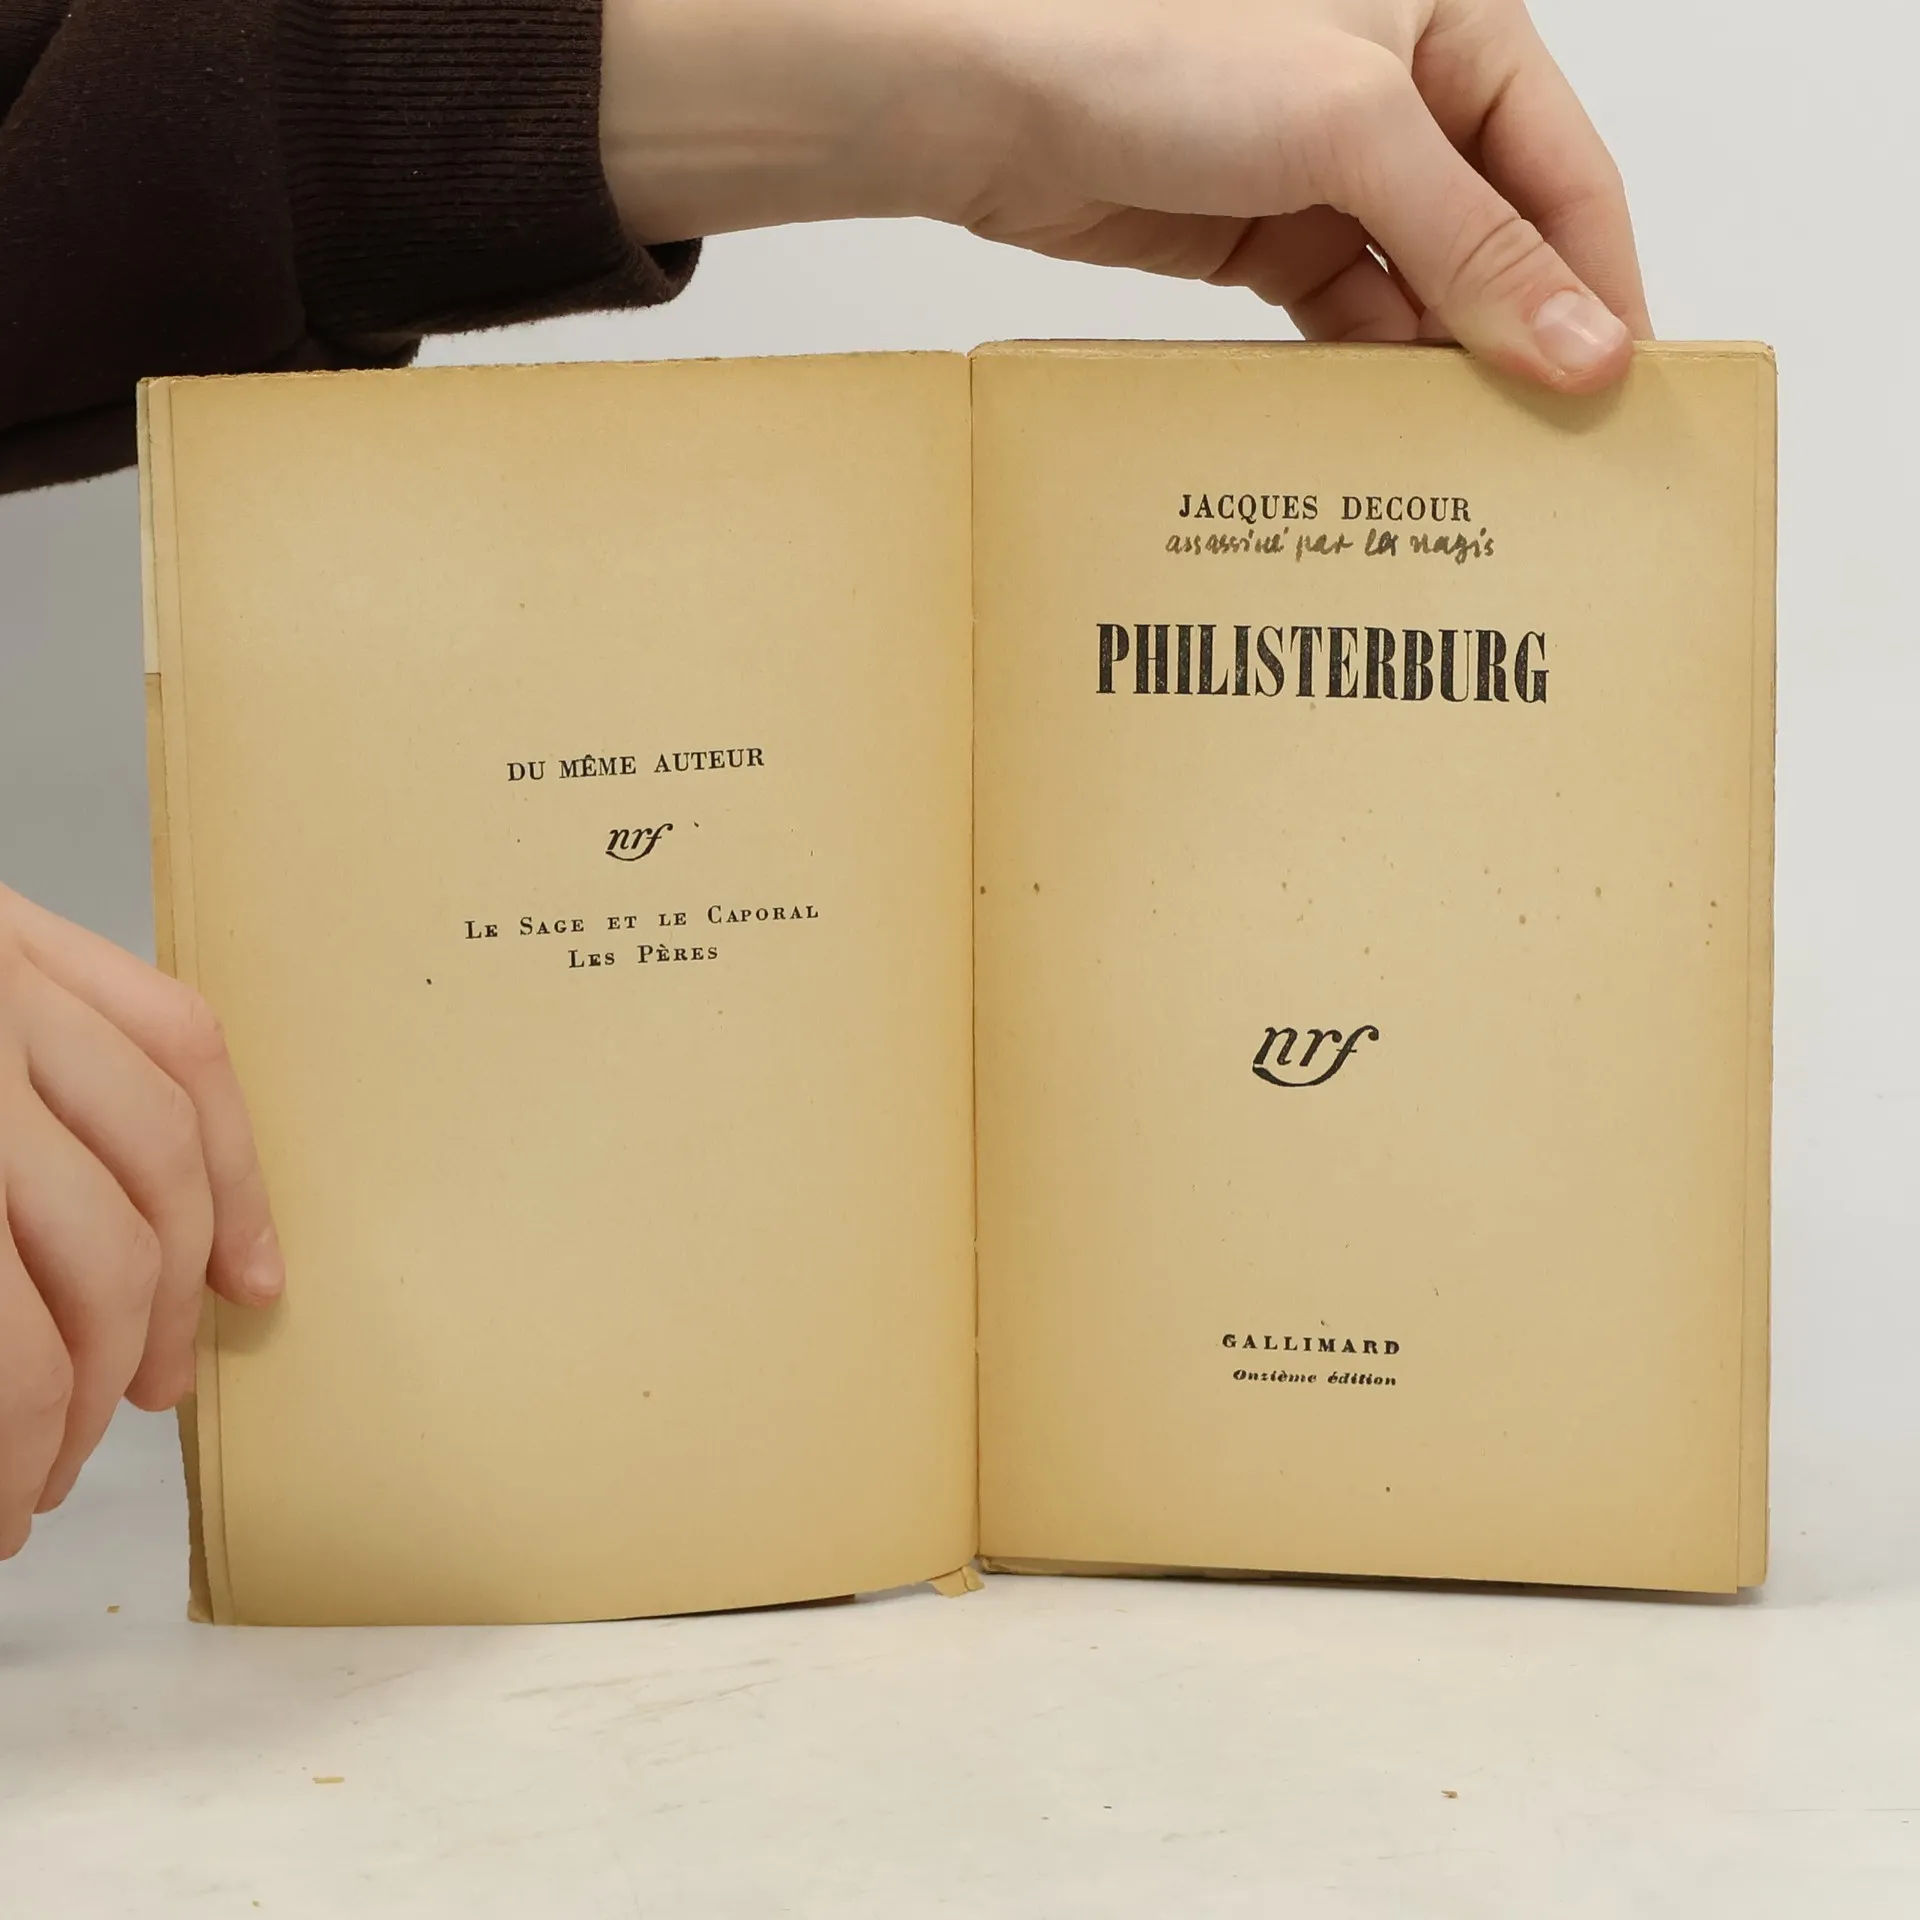 DU MÊME AUTEUR
nrf
LE SAGE ET LE CAPORAL
LES PÈRES
JACQUES DECOUR
assassiné par les nazis
PHILISTERBURG
nrf
GALLIMARD
Onzième édition